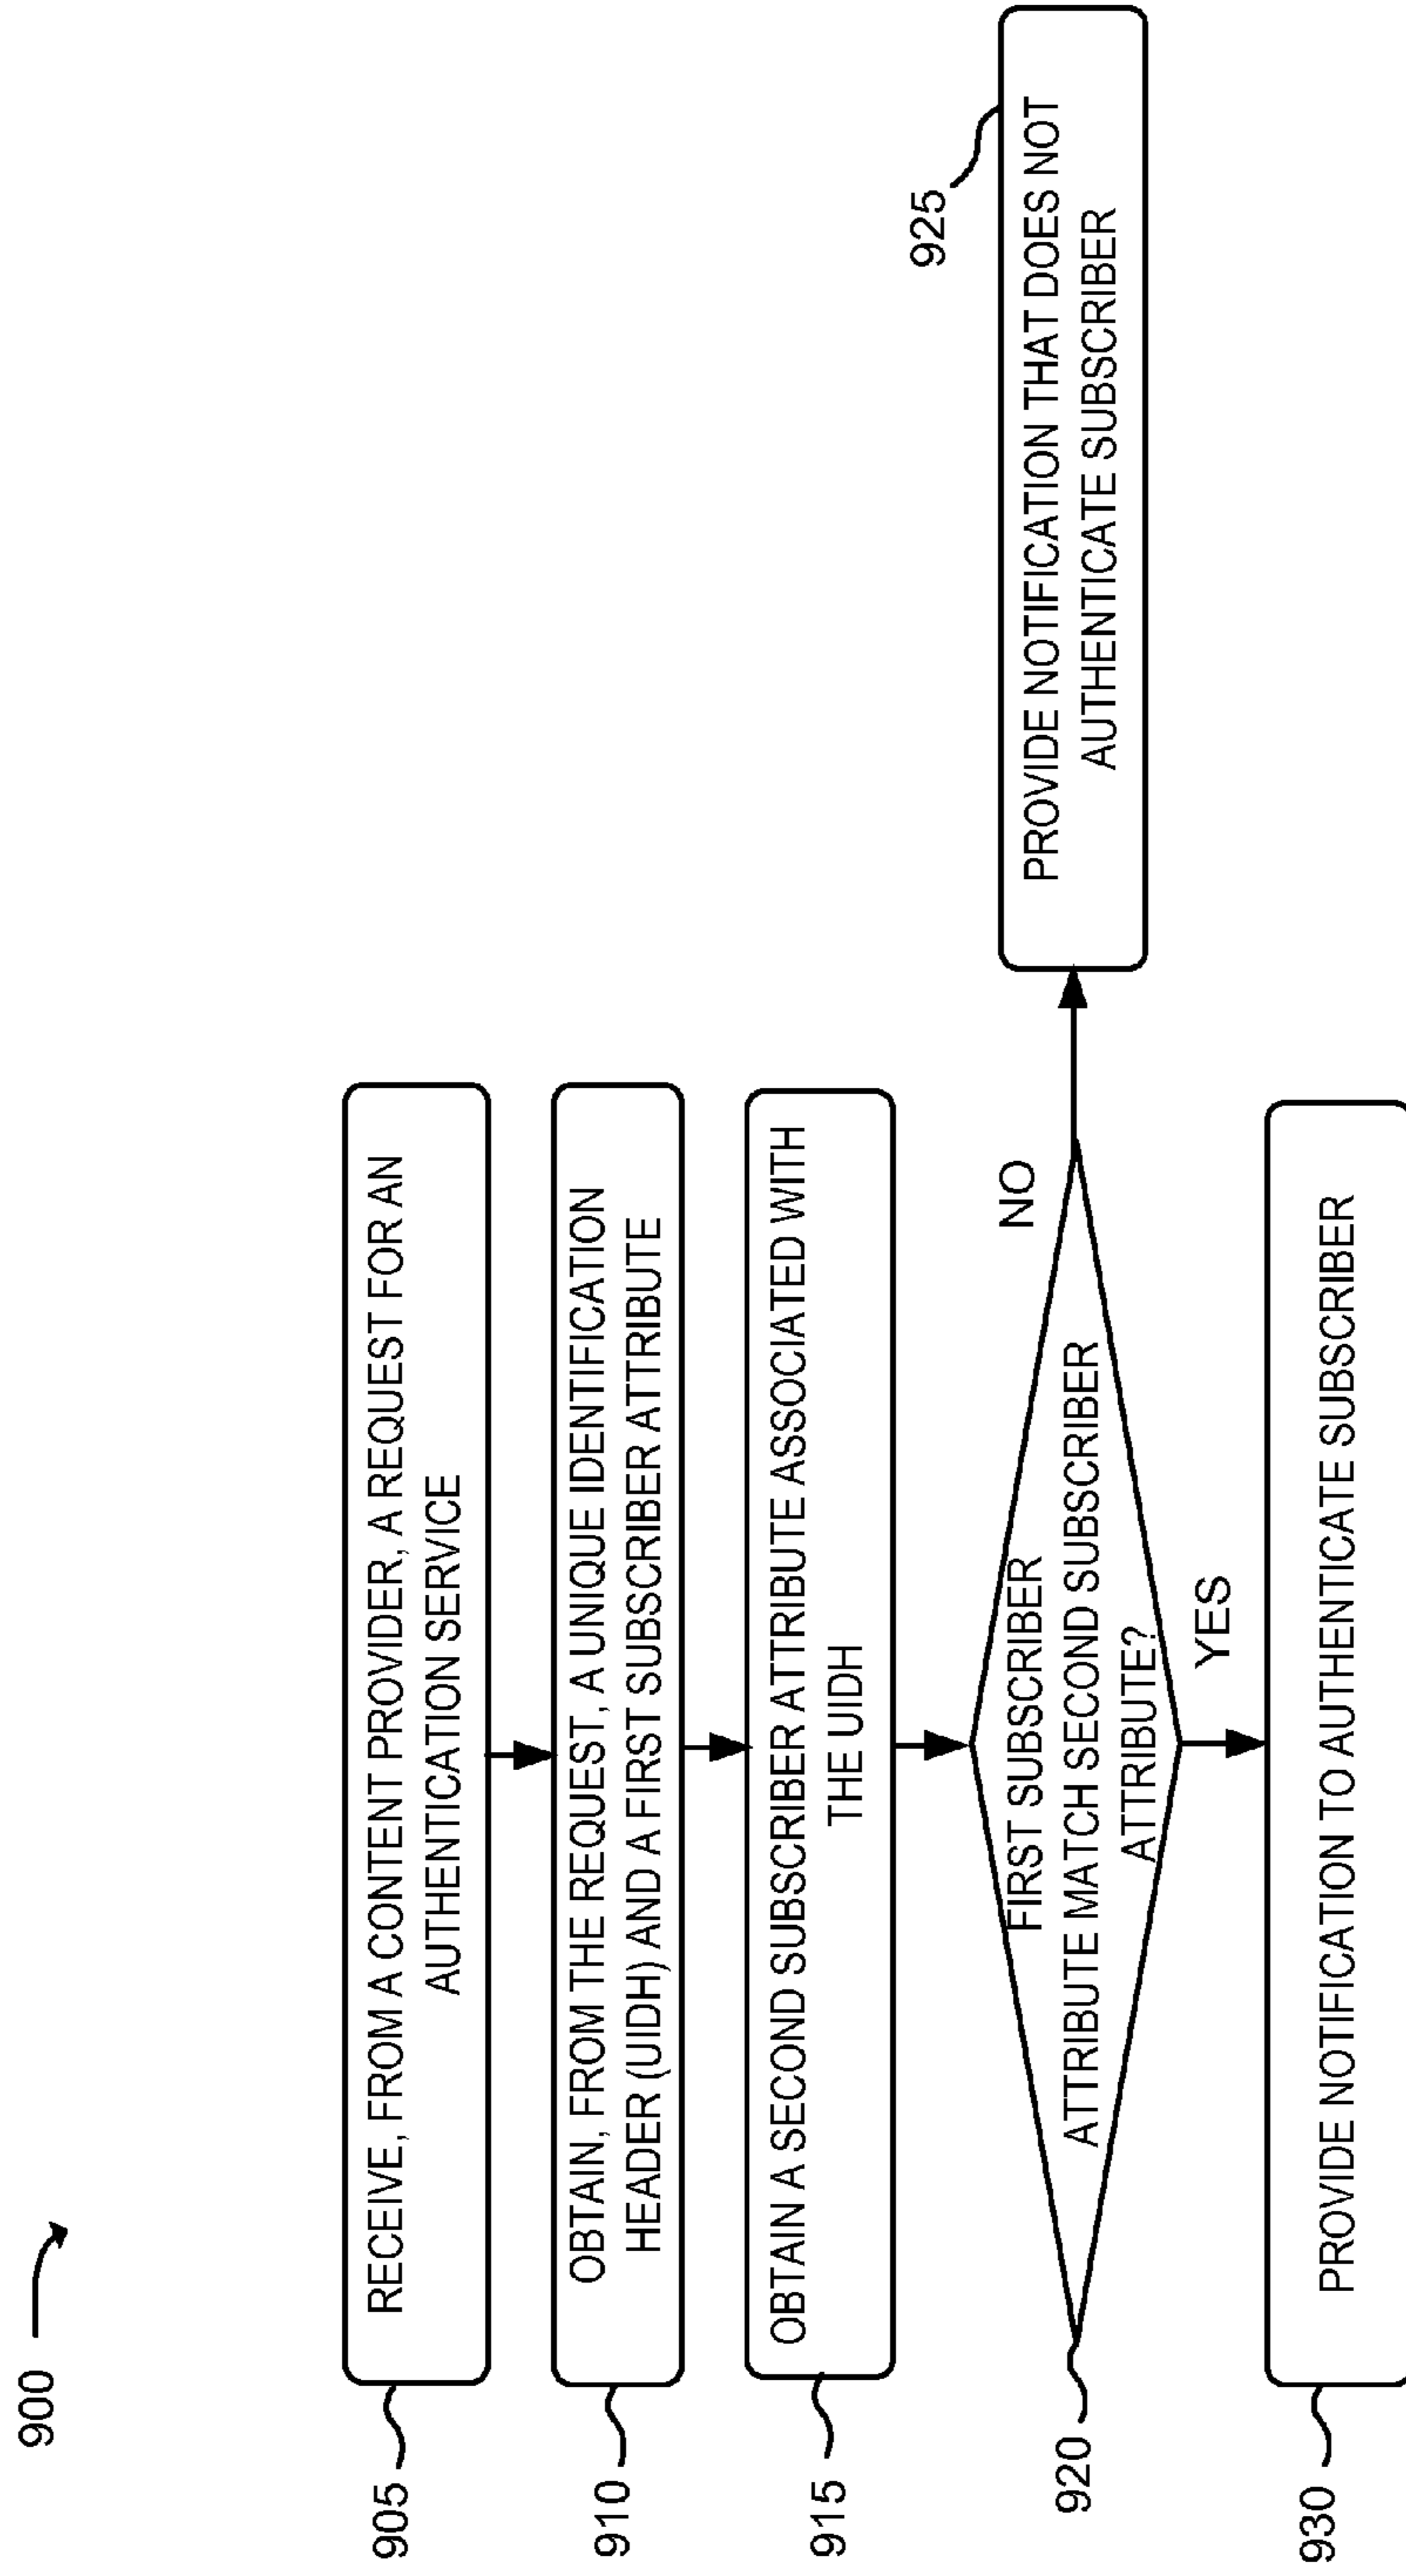 900
905
RECEIVE, FROM A CONTENT PROVIDER, A REQUEST FOR AN
AUTHENTICATION SERVICE
910
OBTAIN, FROM THE REQUEST, A UNIQUE IDENTIFICATION
HEADER (UIDH) AND A FIRST SUBSCRIBER ATTRIBUTE
915
OBTAIN A SECOND SUBSCRIBER ATTRIBUTE ASSOCIATED WITH
THE UIDH
920
FIRST SUBSCRIBER
ATTRIBUTE MATCH SECOND SUBSCRIBER
ATTRIBUTE?
NO
925
PROVIDE NOTIFICATION THAT DOES NOT
AUTHENTICATE SUBSCRIBER
YES
930
PROVIDE NOTIFICATION TO AUTHENTICATE SUBSCRIBER